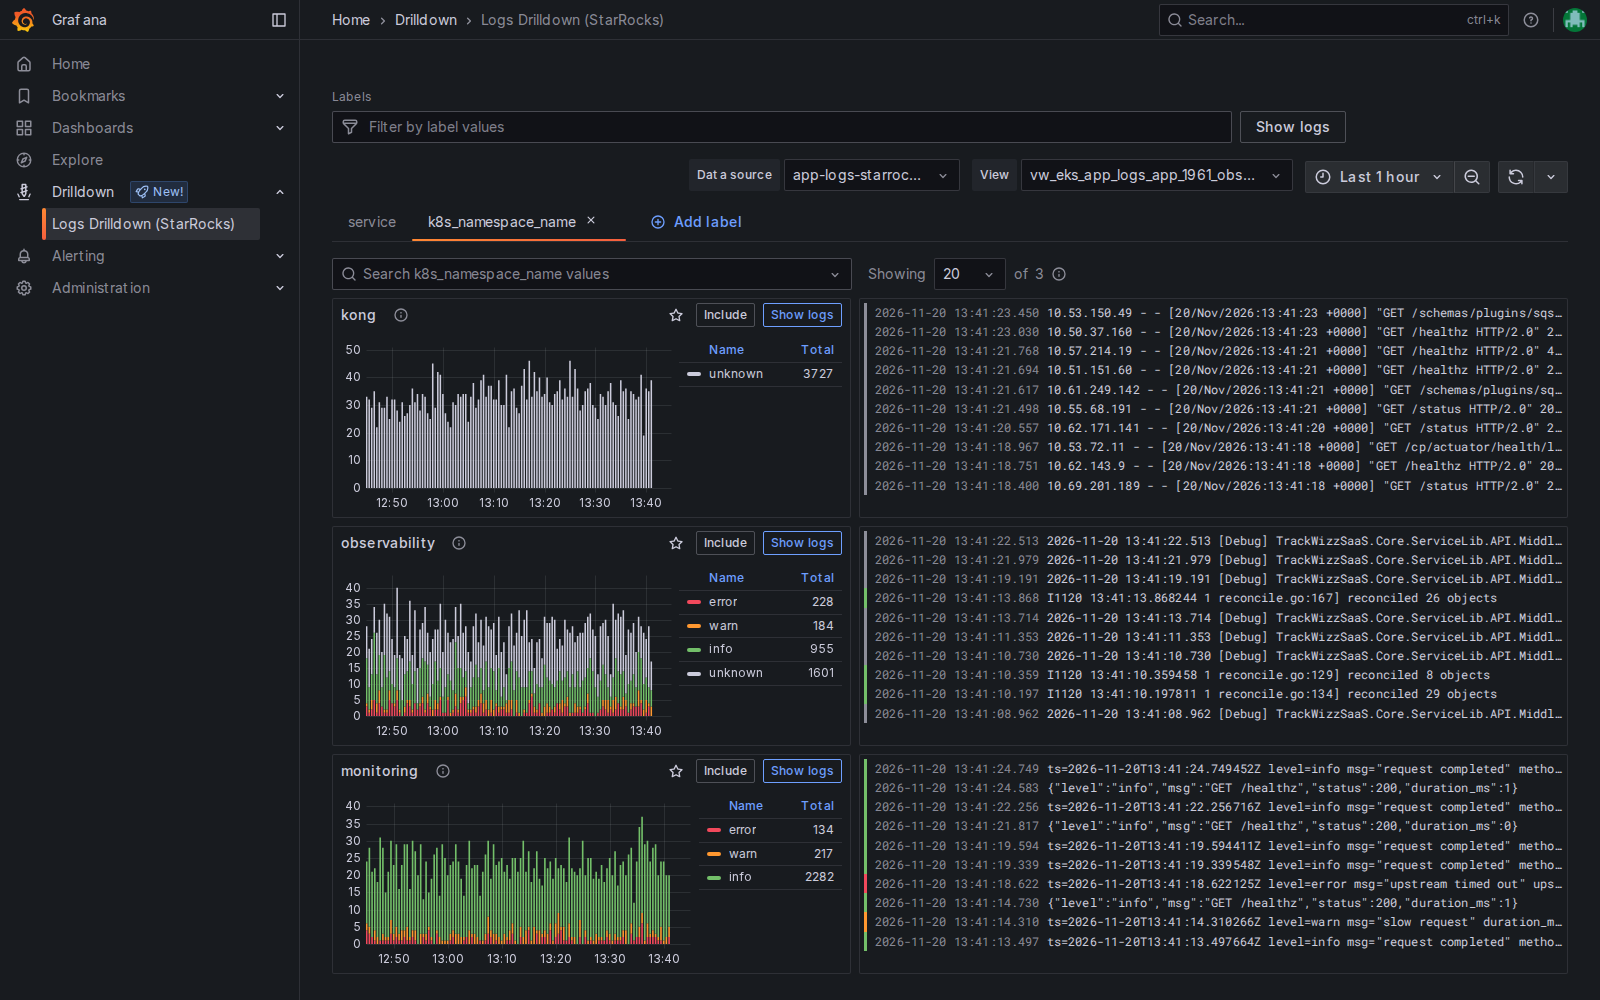 Grafana
Home › Drilldown › Logs Drilldown (StarRocks)
Search...
ctrl+k
Home
Bookmarks
Dashboards
Explore
Drilldown
New!
Logs Drilldown (StarRocks)
Alerting
Administration
Labels
Filter by label values
Show logs
Data source
app-logs-starroc...
View
vw_eks_app_logs_app_1961_obs...
Last 1 hour
service
k8s_namespace_name
Add label
Search k8s_namespace_name values
Showing 20 of 3
kong
Include
Show logs
50
40
30
20
10
0
12:50 13:00 13:10 13:20 13:30 13:40
Name Total
unknown 3727
2026-11-20 13:41:23.450 10.53.150.49 - - [20/Nov/2026:13:41:23 +0000] "GET /schemas/plugins/sqs…
2026-11-20 13:41:23.030 10.50.37.160 - - [20/Nov/2026:13:41:23 +0000] "GET /healthz HTTP/2.0" 2…
2026-11-20 13:41:21.768 10.57.214.19 - - [20/Nov/2026:13:41:21 +0000] "GET /healthz HTTP/2.0" 4…
2026-11-20 13:41:21.694 10.51.151.60 - - [20/Nov/2026:13:41:21 +0000] "GET /healthz HTTP/2.0" 2…
2026-11-20 13:41:21.617 10.61.249.142 - - [20/Nov/2026:13:41:21 +0000] "GET /schemas/plugins/sq…
2026-11-20 13:41:21.498 10.55.68.191 - - [20/Nov/2026:13:41:21 +0000] "GET /status HTTP/2.0" 20…
2026-11-20 13:41:20.557 10.62.171.141 - - [20/Nov/2026:13:41:20 +0000] "GET /status HTTP/2.0" 2…
2026-11-20 13:41:18.967 10.53.72.11 - - [20/Nov/2026:13:41:18 +0000] "GET /cp/actuator/health/l…
2026-11-20 13:41:18.751 10.62.143.9 - - [20/Nov/2026:13:41:18 +0000] "GET /healthz HTTP/2.0" 20…
2026-11-20 13:41:18.400 10.69.201.189 - - [20/Nov/2026:13:41:18 +0000] "GET /status HTTP/2.0" 2…
observability
Include
Show logs
40
35
30
25
20
15
10
5
0
12:50 13:00 13:10 13:20 13:30 13:40
Name Total
error 228
warn 184
info 955
unknown 1601
2026-11-20 13:41:22.513 2026-11-20 13:41:22.513 [Debug] TrackWizzSaaS.Core.ServiceLib.API.Middl…
2026-11-20 13:41:21.979 2026-11-20 13:41:21.979 [Debug] TrackWizzSaaS.Core.ServiceLib.API.Middl…
2026-11-20 13:41:19.191 2026-11-20 13:41:19.191 [Debug] TrackWizzSaaS.Core.ServiceLib.API.Middl…
2026-11-20 13:41:13.868 I1120 13:41:13.868244 1 reconcile.go:167] reconciled 26 objects
2026-11-20 13:41:13.714 2026-11-20 13:41:13.714 [Debug] TrackWizzSaaS.Core.ServiceLib.API.Middl…
2026-11-20 13:41:11.353 2026-11-20 13:41:11.353 [Debug] TrackWizzSaaS.Core.ServiceLib.API.Middl…
2026-11-20 13:41:10.730 2026-11-20 13:41:10.730 [Debug] TrackWizzSaaS.Core.ServiceLib.API.Middl…
2026-11-20 13:41:10.359 I1120 13:41:10.359458 1 reconcile.go:129] reconciled 8 objects
2026-11-20 13:41:10.197 I1120 13:41:10.197811 1 reconcile.go:134] reconciled 29 objects
2026-11-20 13:41:08.962 2026-11-20 13:41:08.962 [Debug] TrackWizzSaaS.Core.ServiceLib.API.Middl…
monitoring
Include
Show logs
40
35
30
25
20
15
10
5
0
12:50 13:00 13:10 13:20 13:30 13:40
Name Total
error 134
warn 217
info 2282
2026-11-20 13:41:24.749 ts=2026-11-20T13:41:24.749452Z level=info msg="request completed" metho…
2026-11-20 13:41:24.583 {"level":"info","msg":"GET /healthz","status":200,"duration_ms":1}
2026-11-20 13:41:22.256 ts=2026-11-20T13:41:22.256716Z level=info msg="request completed" metho…
2026-11-20 13:41:21.817 {"level":"info","msg":"GET /healthz","status":200,"duration_ms":0}
2026-11-20 13:41:19.594 ts=2026-11-20T13:41:19.594411Z level=info msg="request completed" metho…
2026-11-20 13:41:19.339 ts=2026-11-20T13:41:19.339548Z level=info msg="request completed" metho…
2026-11-20 13:41:18.622 ts=2026-11-20T13:41:18.622125Z level=error msg="upstream timed out" ups…
2026-11-20 13:41:14.730 {"level":"info","msg":"GET /healthz","status":200,"duration_ms":1}
2026-11-20 13:41:14.310 ts=2026-11-20T13:41:14.310266Z level=warn msg="slow request" duration_m…
2026-11-20 13:41:13.497 ts=2026-11-20T13:41:13.497664Z level=info msg="request completed" metho…